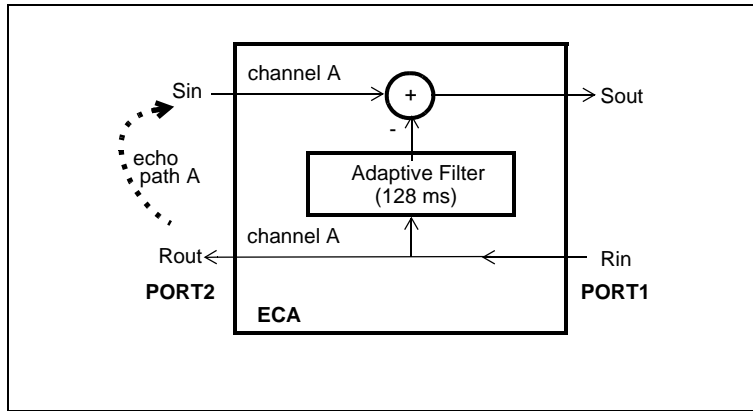 channel A
Sin
+
Sout
-
echo
path A
Adaptive Filter
(128 ms)
channel A
Rout
Rin
PORT2
PORT1
ECA